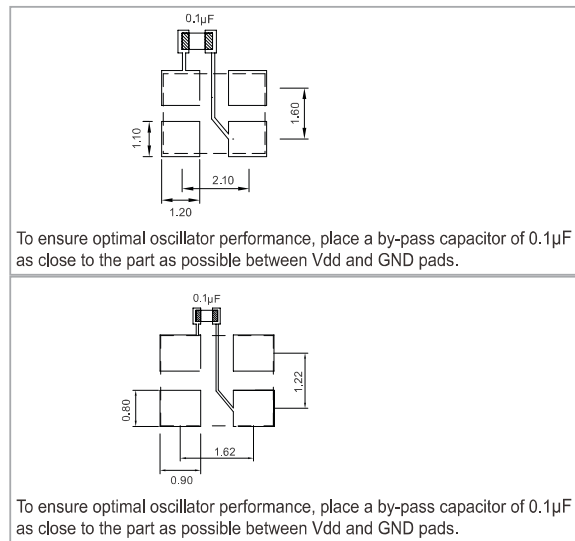 0.1µF
1.60
1.10
2.10
1.20
To ensure optimal oscillator performance, place a by-pass capacitor of 0.1µF
as close to the part as possible between Vdd and GND pads.
0.1µF
1.22
0.80
1.62
0.90
To ensure optimal oscillator performance, place a by-pass capacitor of 0.1µF
as close to the part as possible between Vdd and GND pads.